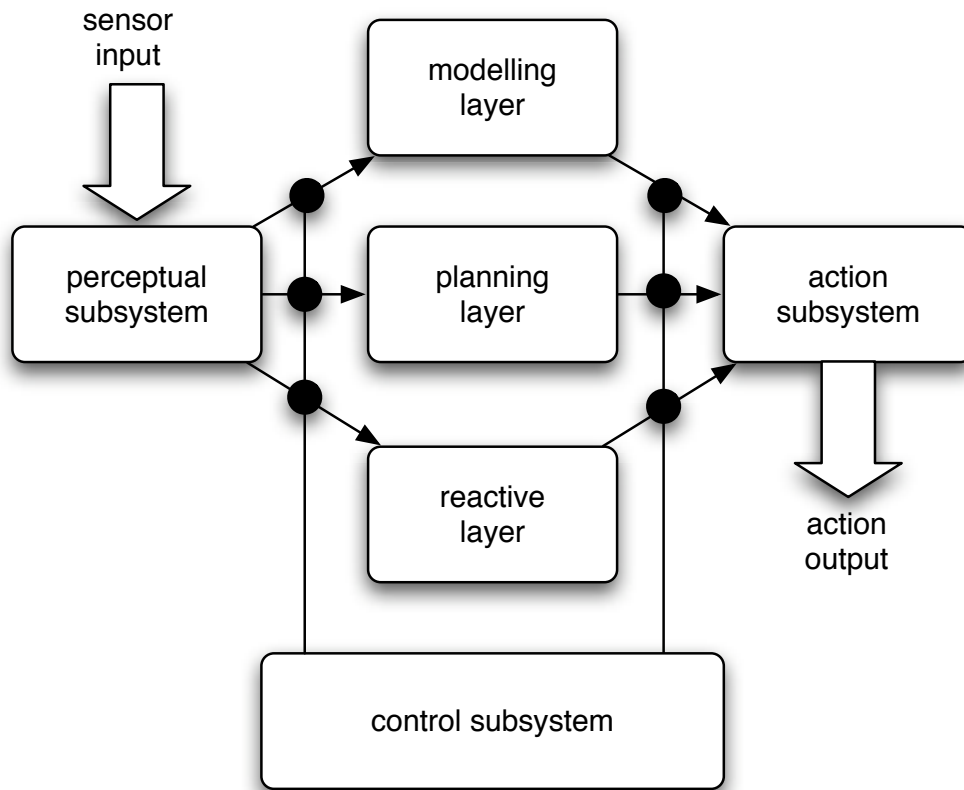 sensor
input
modelling
layer
perceptual
subsystem
planning
layer
action
subsystem
reactive
layer
action
output
control subsystem